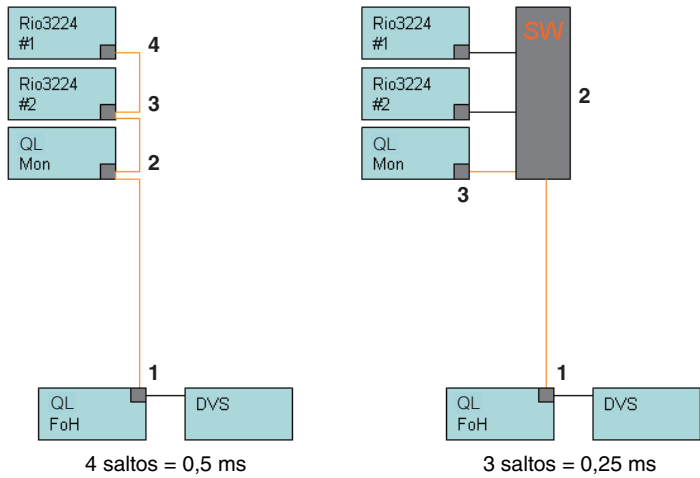 Rio3224
#1
4
Rio3224
#2
3
QL
Mon
2
1
QL
FoH
DVS
4 saltos = 0,5 ms
Rio3224
#1
SW
Rio3224
#2
2
QL
Mon
3
1
QL
FoH
DVS
3 saltos = 0,25 ms